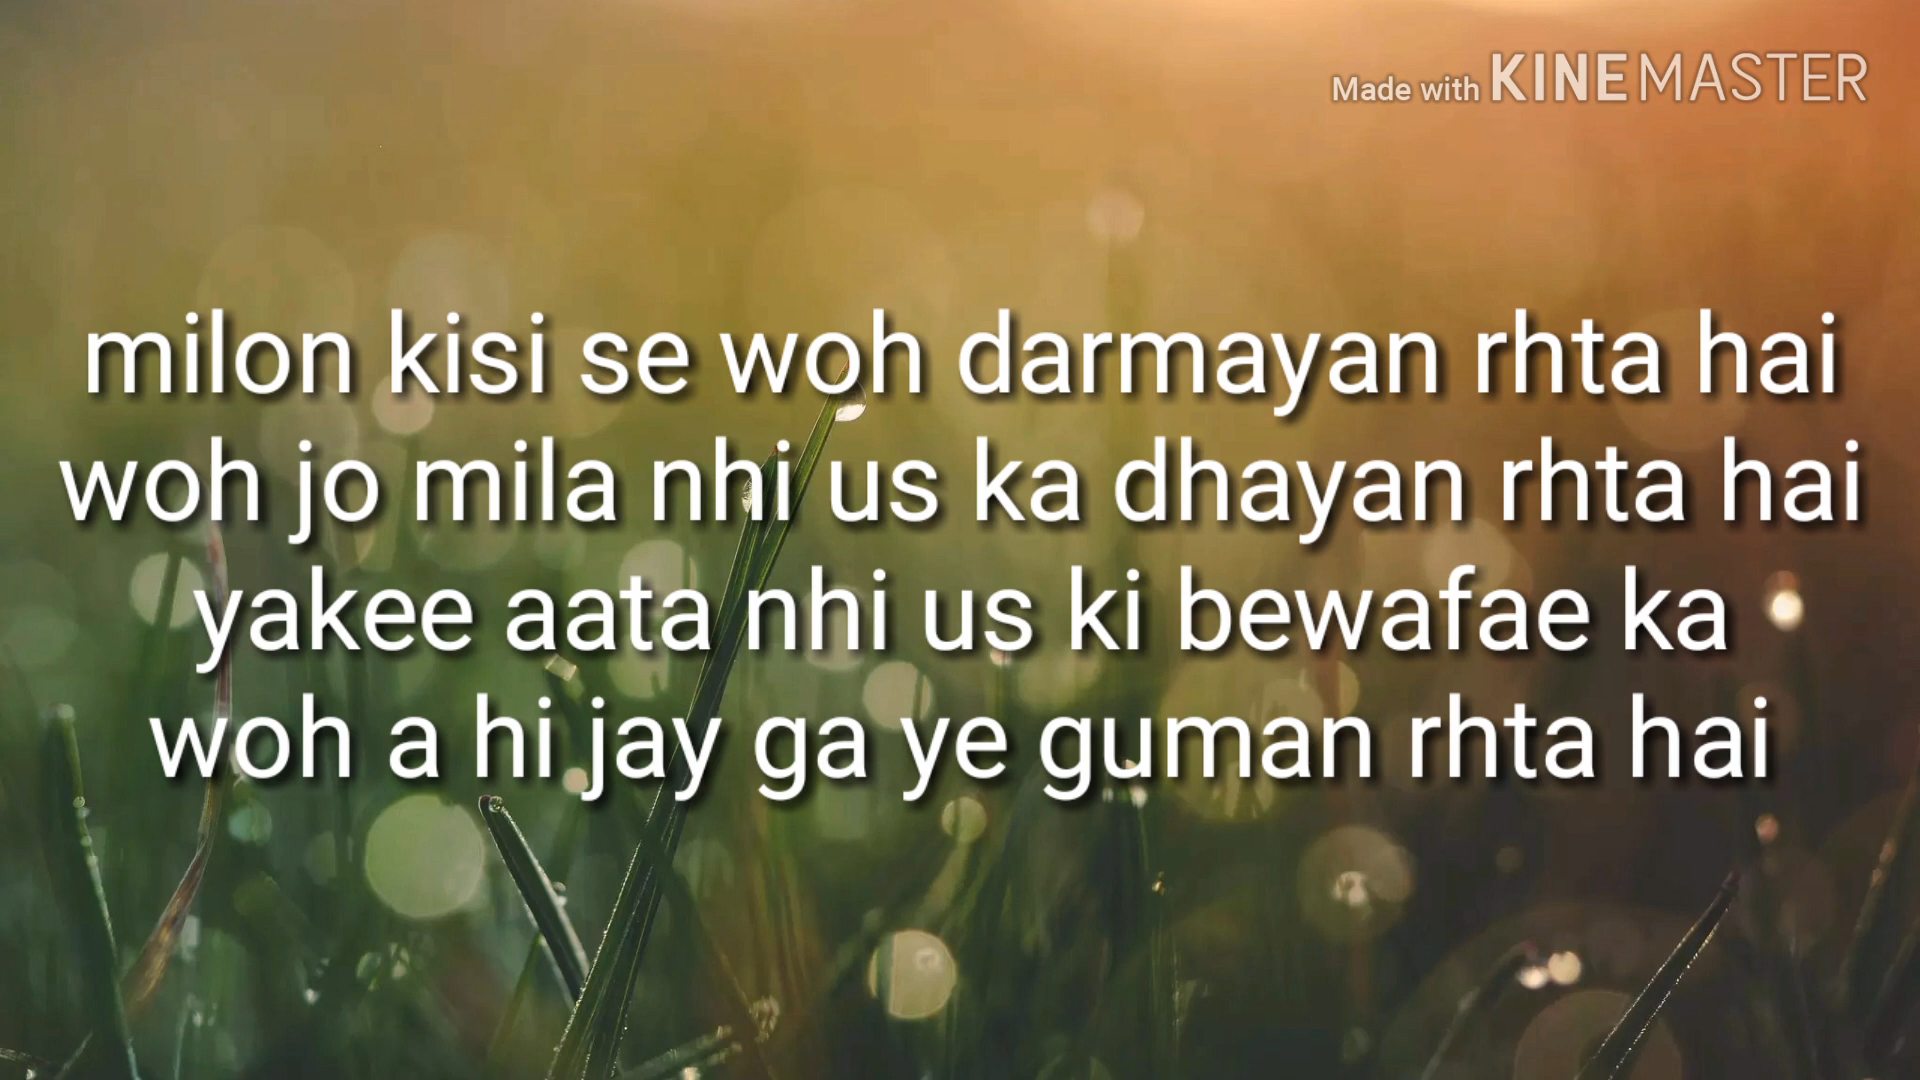 Made with KINEMASTER
milon kisi se woh darmayan rhta hai
woh jo mila nhi us ka dhayan rhta hai
yakee aata nhi us ki bewafae ka
woh a hi jay ga ye guman rhta hai